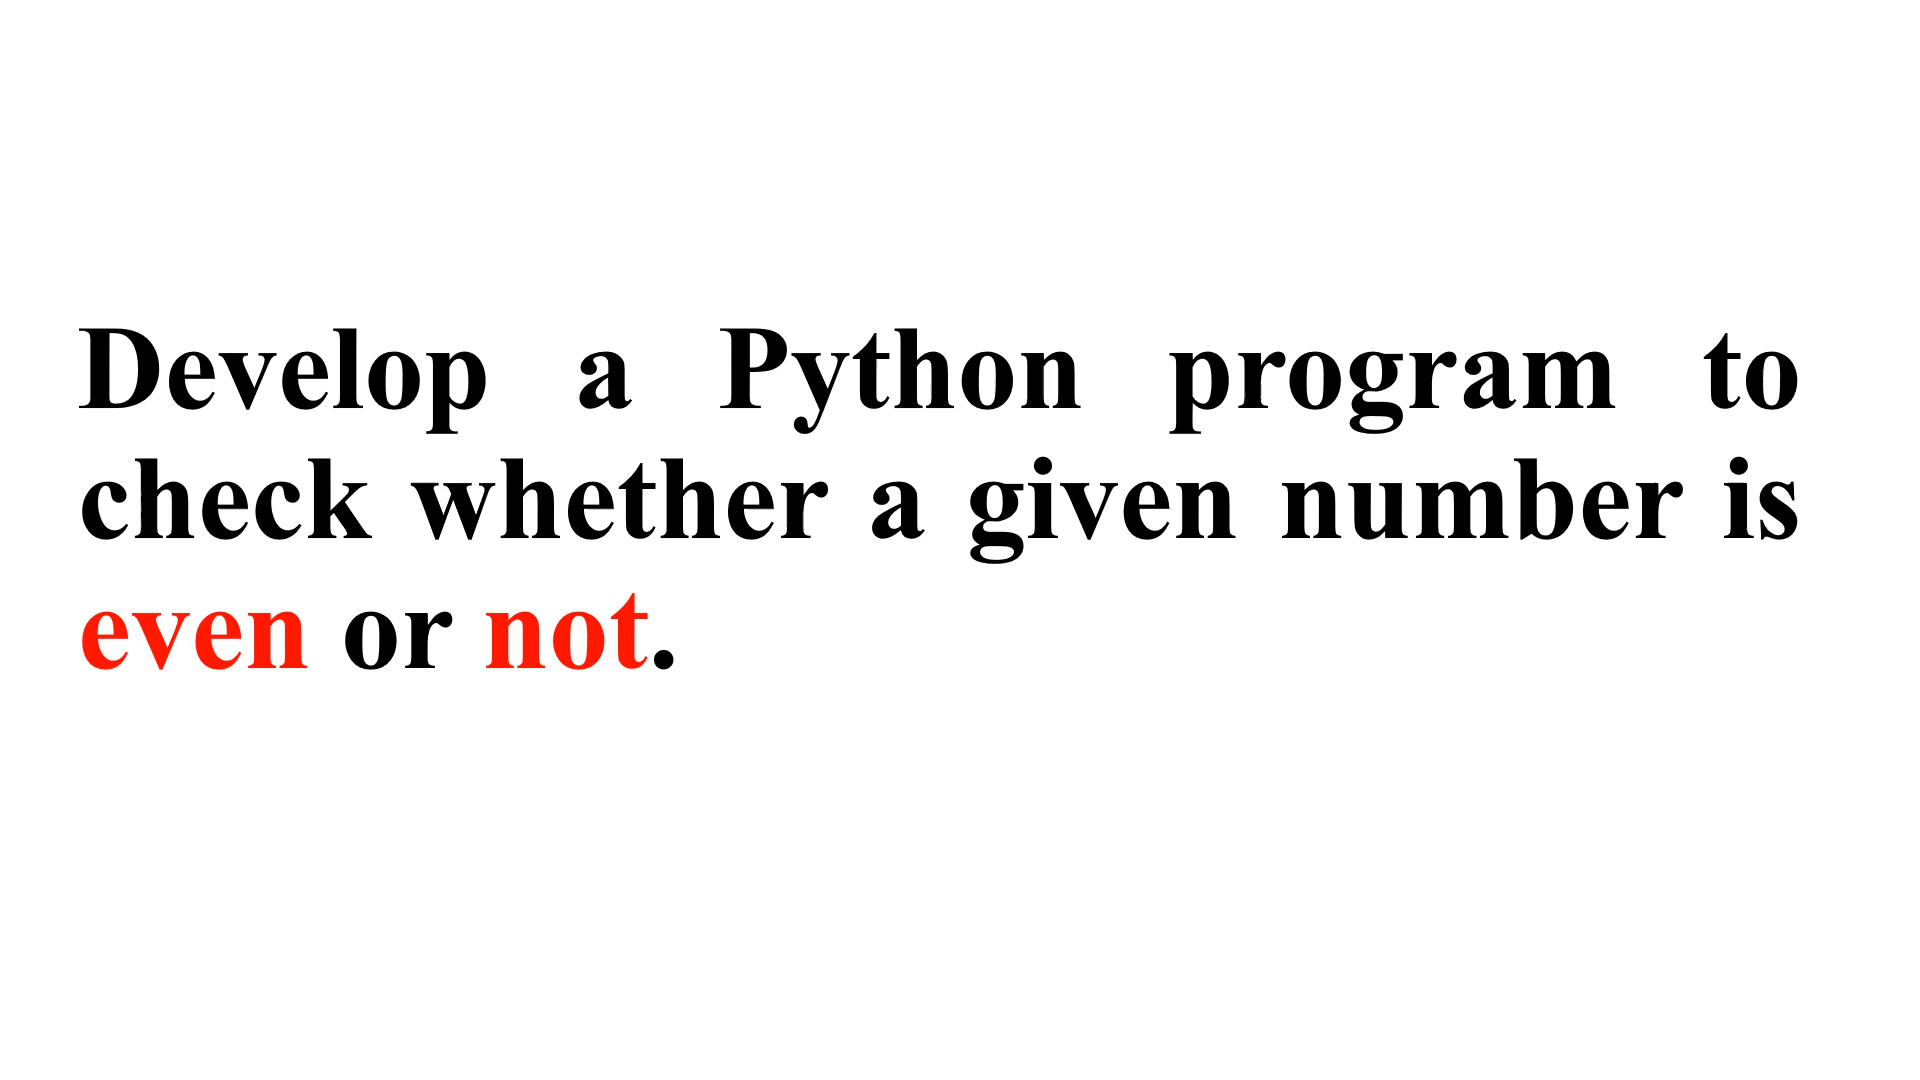 Develop a Python program to
check whether a given number is
even or not.